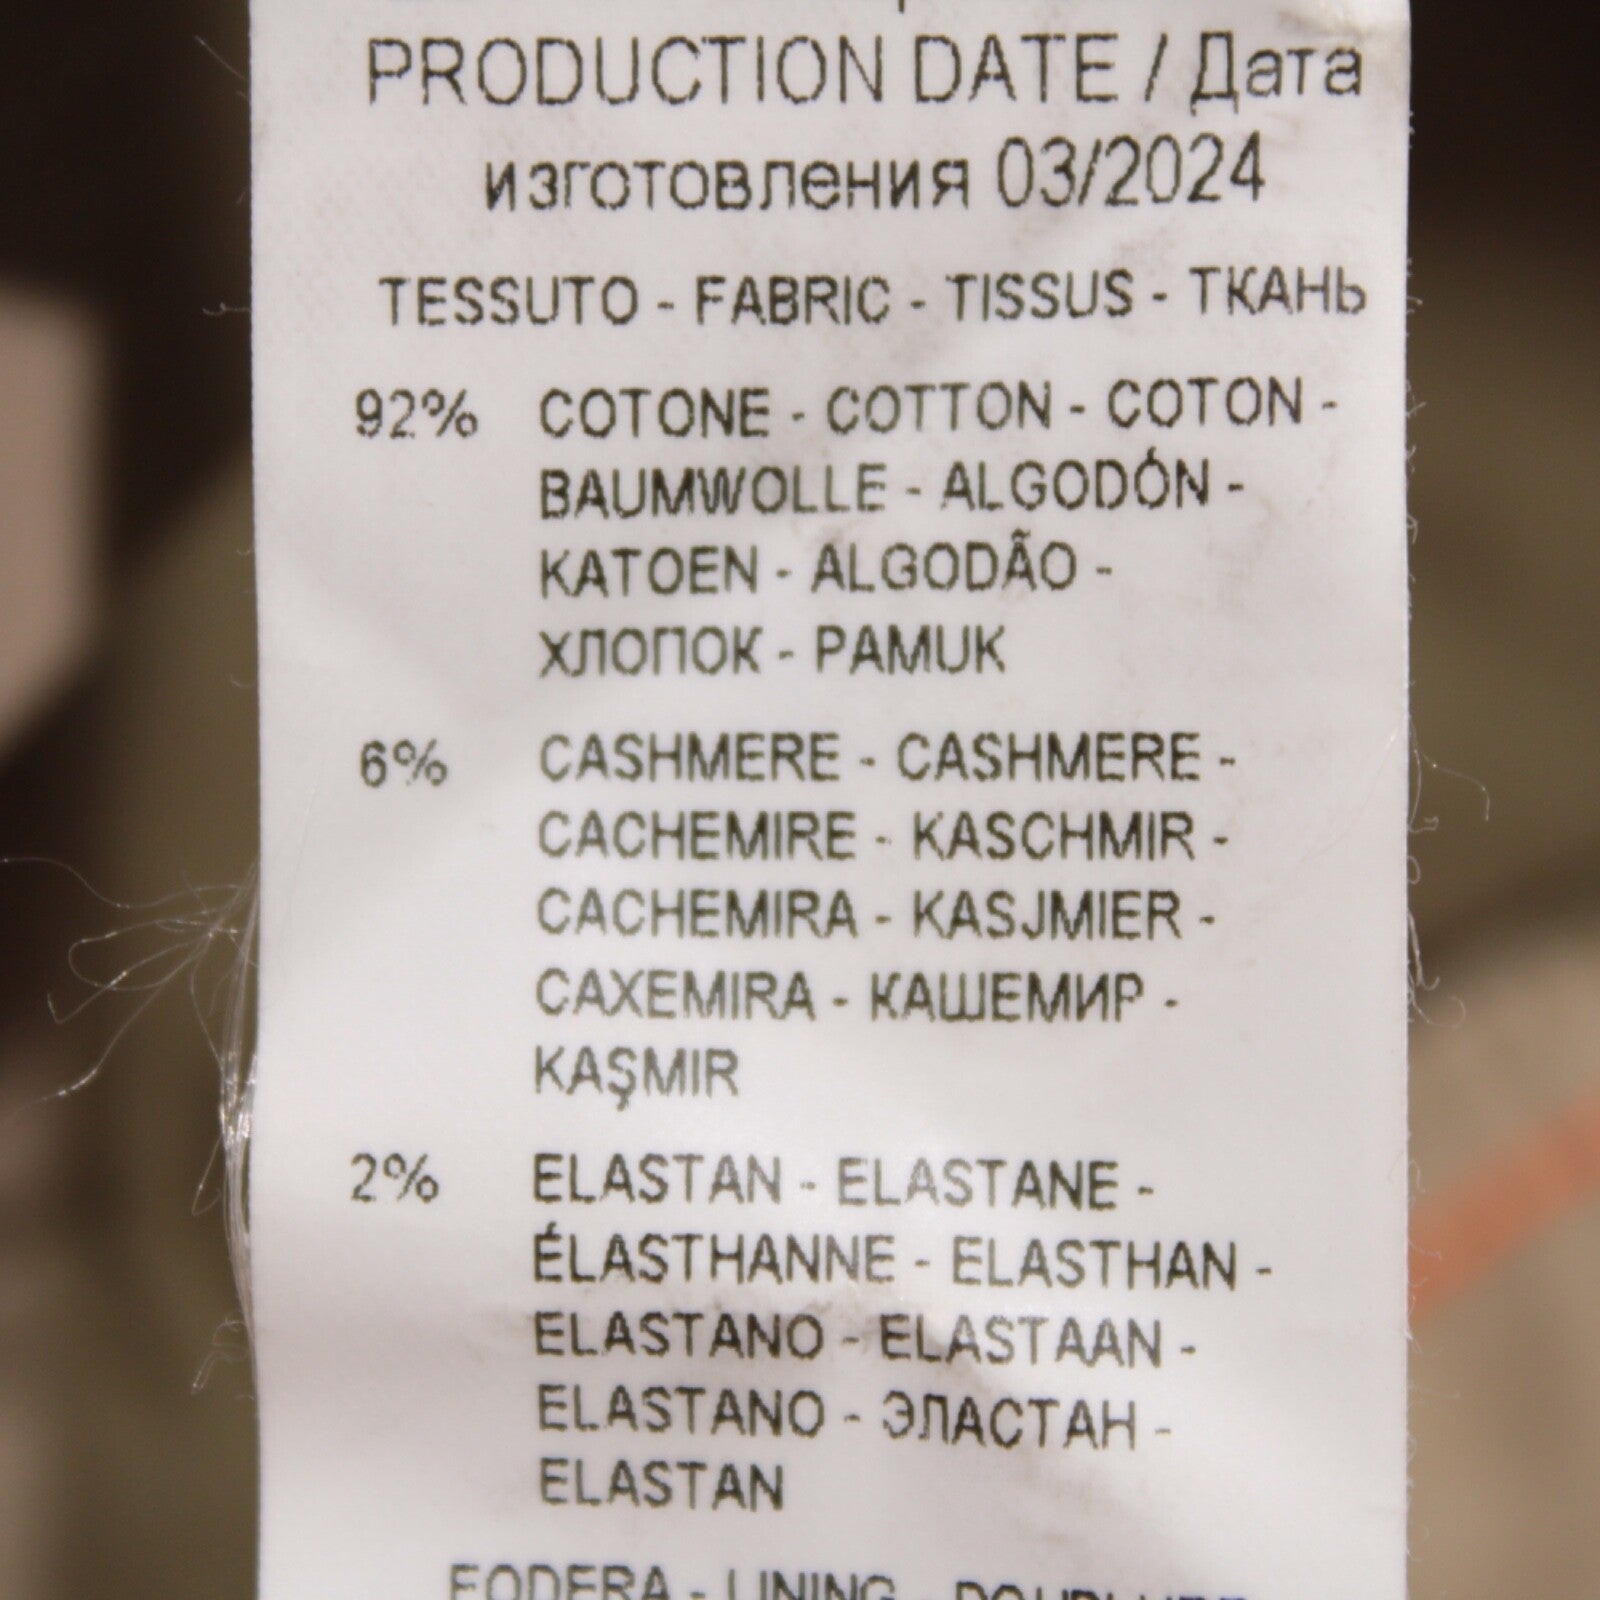 PRODUCTION DATE / Дата
изготовления 03/2024
TESSUTO - FABRIC - TISSUS - ТКАНЬ
92% COTONE - COTTON - COTON -
BAUMWOLLE - ALGODÓN -
KATOEN - ALGODÃO -
ХЛОПОК - PAMUK
6% CASHMERE - CASHMERE -
CACHEMIRE - KASCHMIR -
CACHEMIRA - KASJMIER -
CAXEMIRA - КАШЕМИР -
KAŞMIR
2% ELASTAN - ELASTANE -
ÉLASTHANNE - ELASTHAN -
ELASTANO - ELASTAAN -
ELASTANO - ЭЛАСТАН -
ELASTAN
FODERA - LINING -